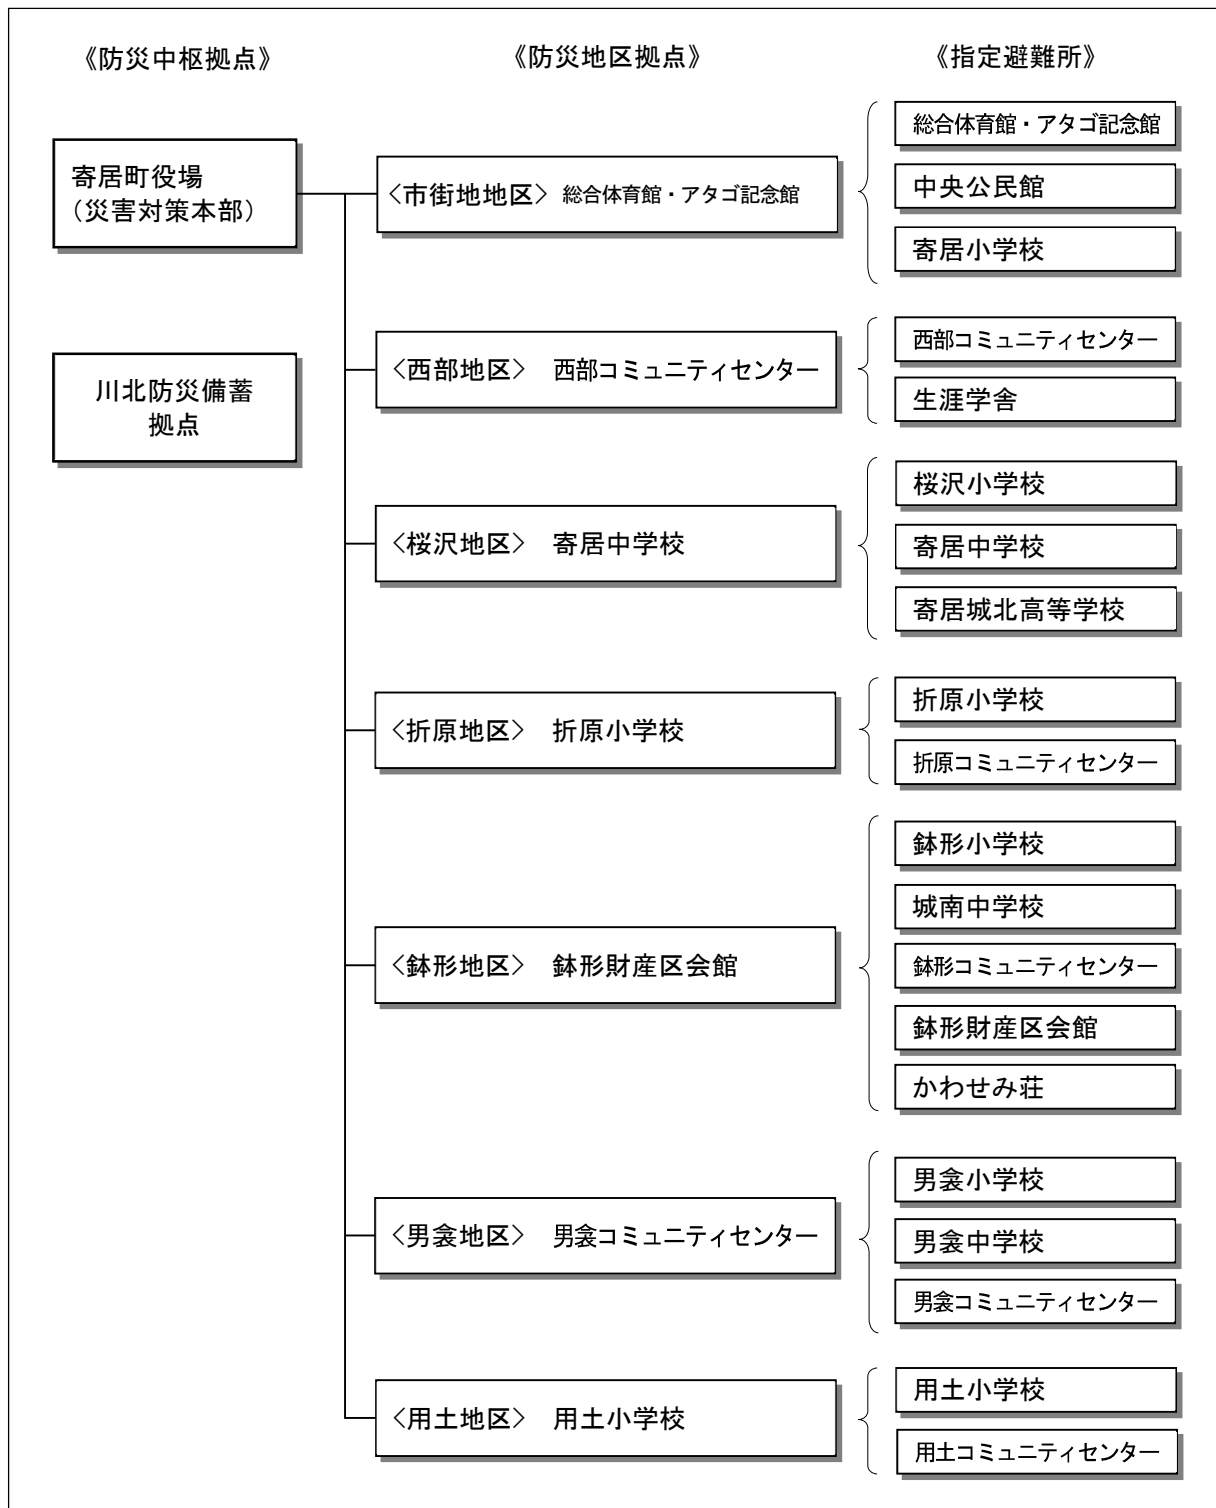 《防災中枢拠点》
《防災地区拠点》
《指定避難所》
寄居町役場
（災害対策本部）
川北防災備蓄
拠点
〈市街地地区〉 総合体育館・アタゴ記念館
総合体育館・アタゴ記念館
中央公民館
寄居小学校
〈西部地区〉 西部コミュニティセンター
西部コミュニティセンター
生涯学舎
〈桜沢地区〉 寄居中学校
桜沢小学校
寄居中学校
寄居城北高等学校
〈折原地区〉 折原小学校
折原小学校
折原コミュニティセンター
〈鉢形地区〉 鉢形財産区会館
鉢形小学校
城南中学校
鉢形コミュニティセンター
鉢形財産区会館
かわせみ荘
〈男衾地区〉 男衾コミュニティセンター
男衾小学校
男衾中学校
男衾コミュニティセンター
〈用土地区〉 用土小学校
用土小学校
用土コミュニティセンター